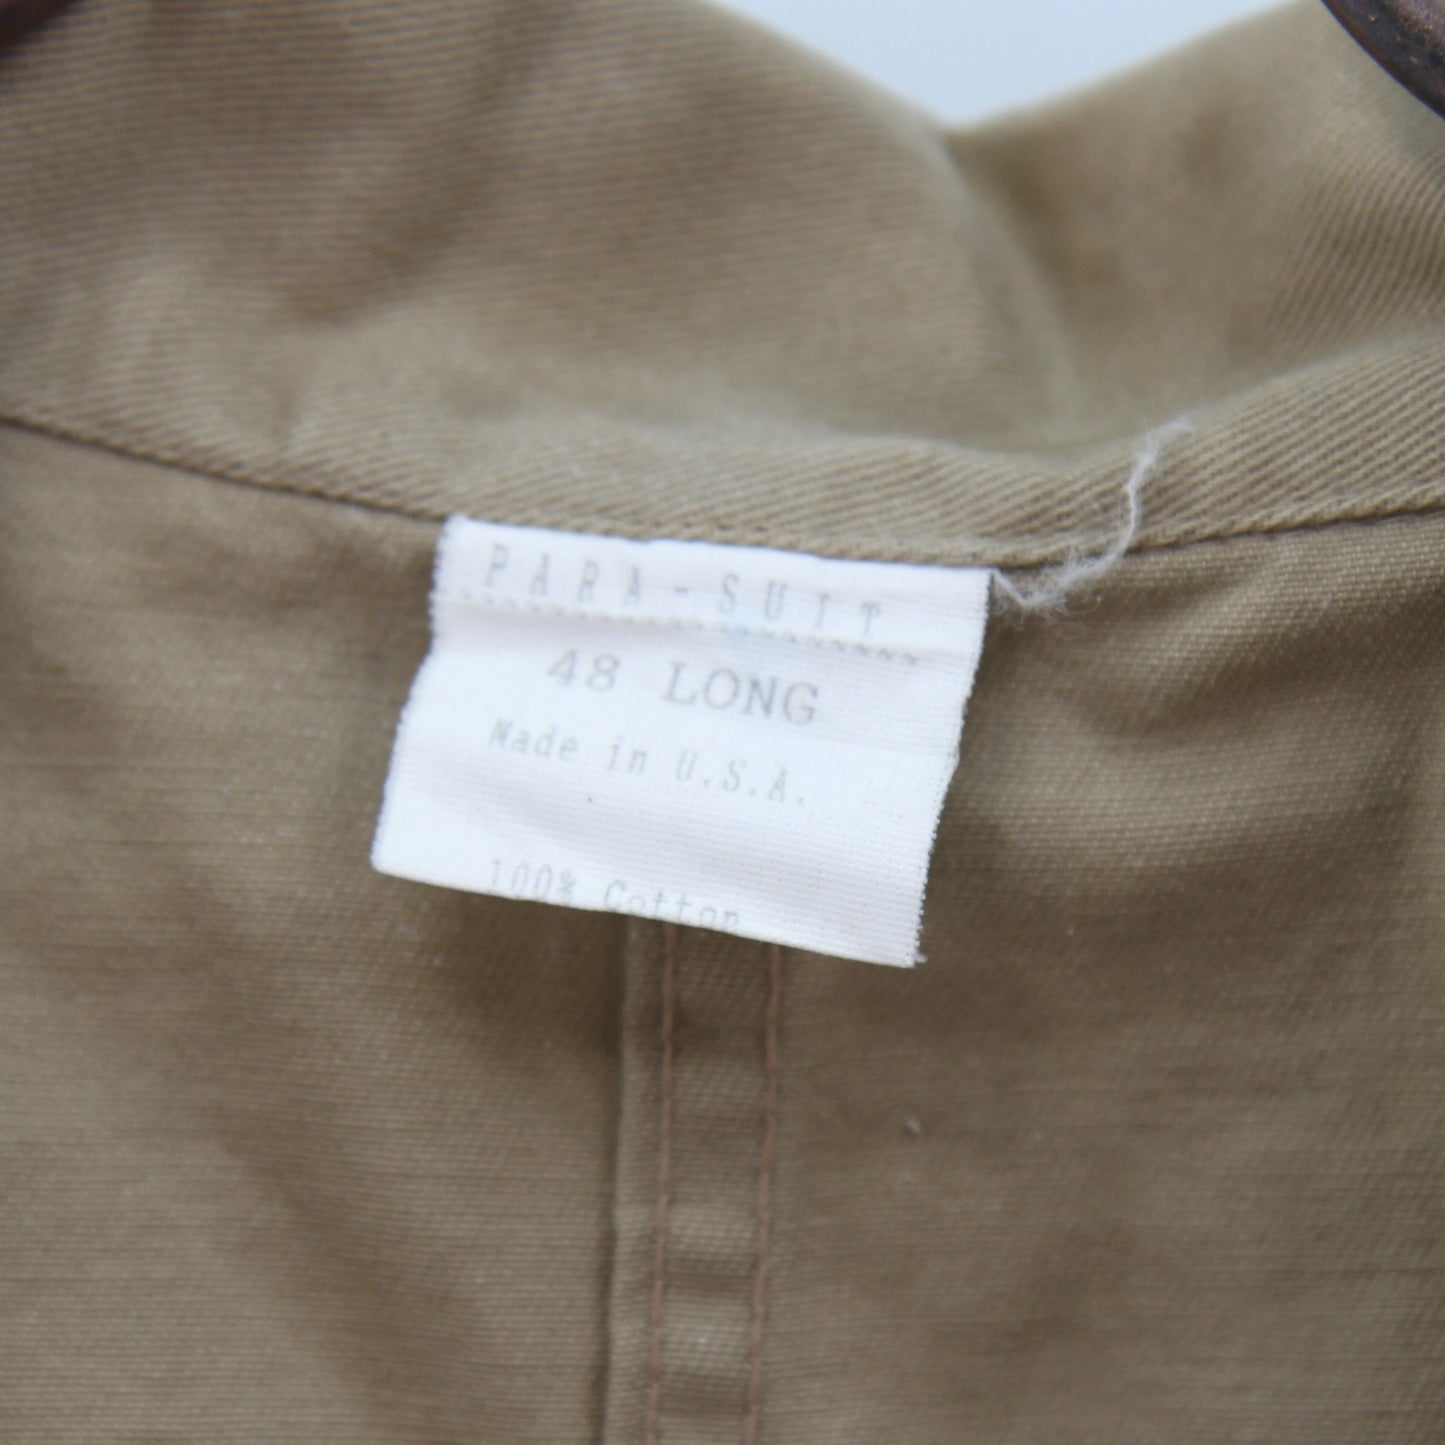 PARA-SUIT
48 LONG
Made in U.S.A.
100% Cotton